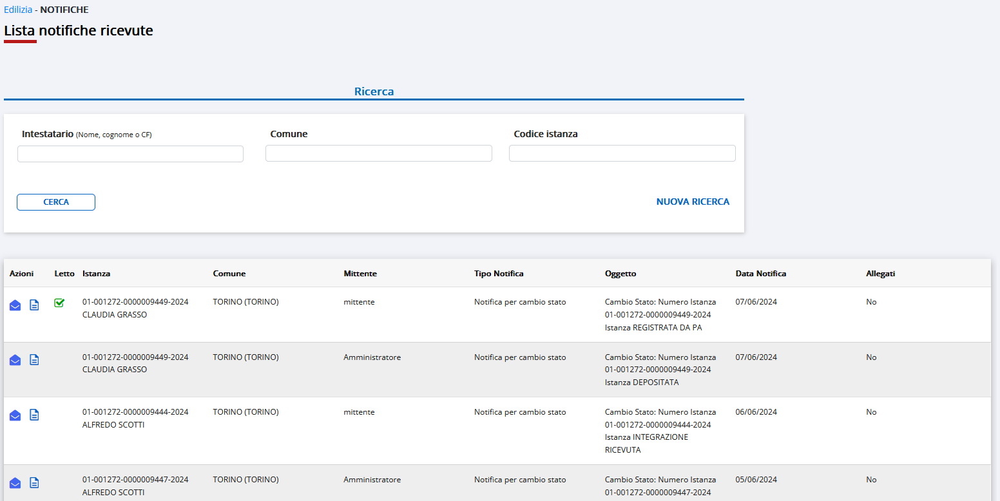 Edilizia - NOTIFICHE
Lista notifiche ricevute
Ricerca
Intestatario (Nome, cognome o CF)
Comune
Codice istanza
CERCA
NUOVA RICERCA
Azioni Letto Istanza Comune Mittente Tipo Notifica Oggetto Data Notifica Allegati
01-001272-0000009449-2024 TORINO (TORINO) mittente Notifica per cambio stato Cambio Stato: Numero Istanza 07/06/2024 No
CLAUDIA GRASSO 01-001272-0000009449-2024
Istanza REGISTRATA DA PA
01-001272-0000009449-2024 TORINO (TORINO) Amministratore Notifica per cambio stato Cambio Stato: Numero Istanza 07/06/2024 No
CLAUDIA GRASSO 01-001272-0000009449-2024
Istanza DEPOSITATA
01-001272-0000009444-2024 TORINO (TORINO) mittente Notifica per cambio stato Cambio Stato: Numero Istanza 06/06/2024 No
ALFREDO SCOTTI 01-001272-0000009444-2024
Istanza INTEGRAZIONE
RICEVUTA
01-001272-0000009447-2024 TORINO (TORINO) Amministratore Notifica per cambio stato Cambio Stato: Numero Istanza 05/06/2024 No
ALFREDO SCOTTI 01-001272-0000009447-2024